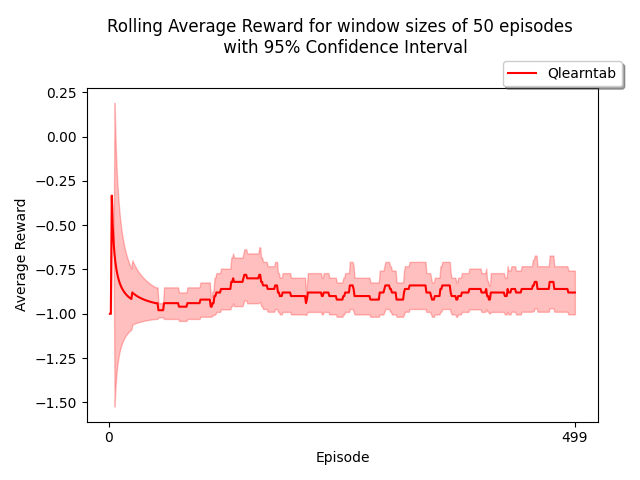 Rolling Average Reward for window sizes of 50 episodes
with 95% Confidence Interval
Qlearntab
0.25
0.00
−0.25
−0.50
−0.75
−1.00
−1.25
−1.50
Average Reward
0
499
Episode